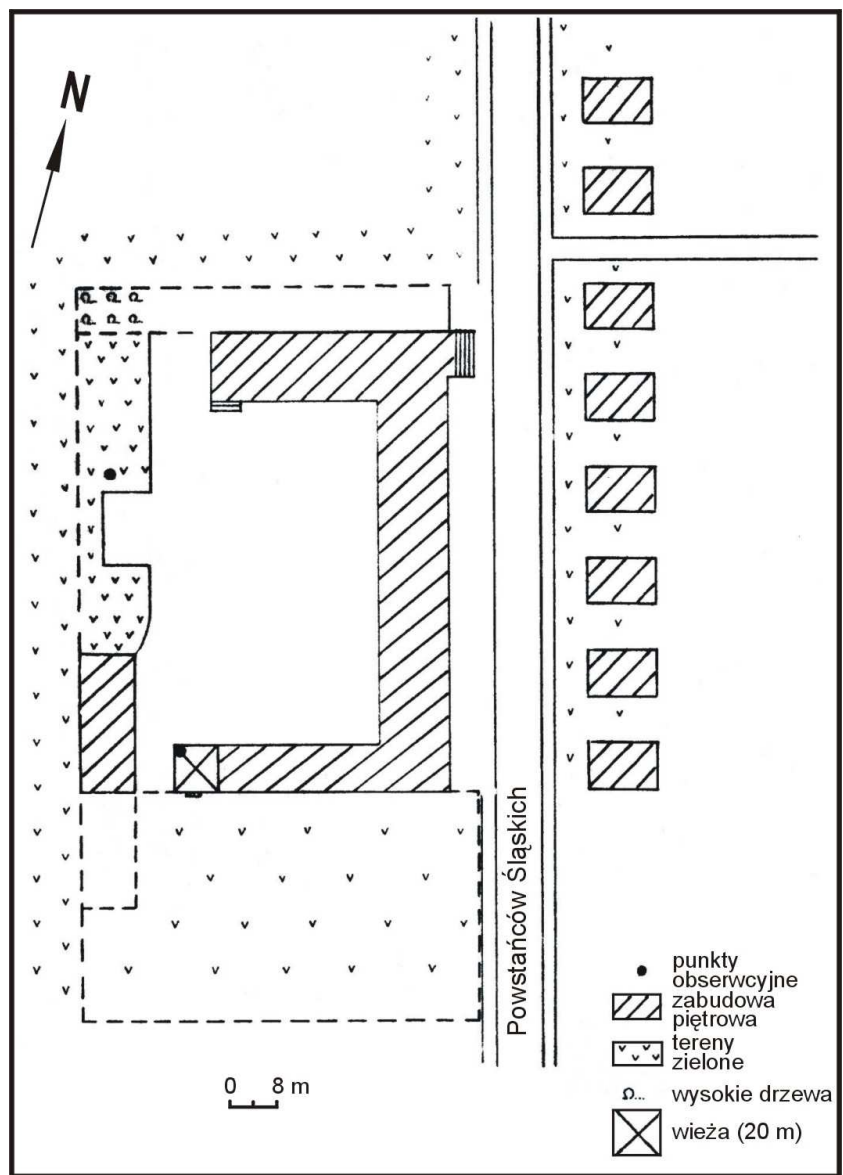 N
Powstańców Śląskich
0 8 m
punkty
obserwcyjne
zabudowa
piętrowa
tereny
zielone
wysokie drzewa
wieża (20 m)